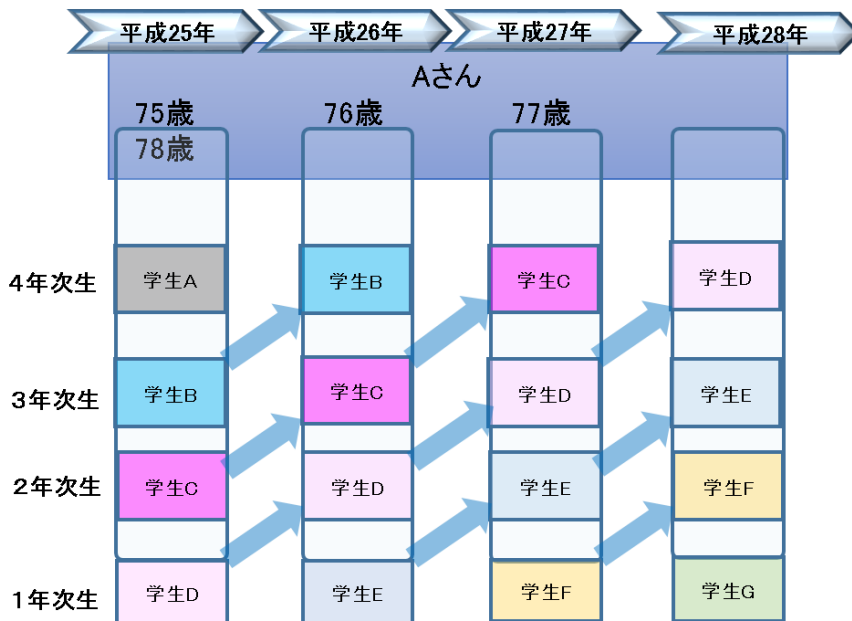 平成25年 平成26年 平成27年 平成28年
Aさん
75歳 76歳 77歳
78歳
4年次生 学生A 学生B 学生C 学生D
3年次生 学生B 学生C 学生D 学生E
2年次生 学生C 学生D 学生E 学生F
1年次生 学生D 学生E 学生F 学生G